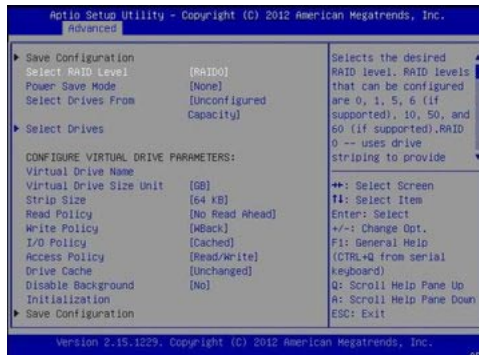 Aptio Setup Utility - Copyright (C) 2012 American Megatrends, Inc.
Advanced
Save Configuration
Select RAID Level [RAID0]
Power Save Mode [None]
Select Drives From [Unconfigured
Capacity]
Select Drives
CONFIGURE VIRTUAL DRIVE PARAMETERS:
Virtual Drive Name
Virtual Drive Size Unit [GB]
Strip Size [64 KB]
Read Policy [No Read Ahead]
Write Policy [WBack]
I/O Policy [Cached]
Access Policy [Read/Write]
Drive Cache [Unchanged]
Disable Background [No]
Initialization
Save Configuration
Selects the desired
RAID level. RAID levels
that can be configured
are 0, 1, 5, 6 (if
supported), 10, 50, and
60 (if supported).RAID
0 -- uses drive
striping to provide
↔: Select Screen
↑↓: Select Item
Enter: Select
+/-: Change Opt.
F1: General Help
(CTRL+Q from serial
keyboard)
Q: Scroll Help Pane Up
A: Scroll Help Pane Down
ESC: Exit
Version 2.15.1229. Copyright (C) 2012 American Megatrends, Inc.